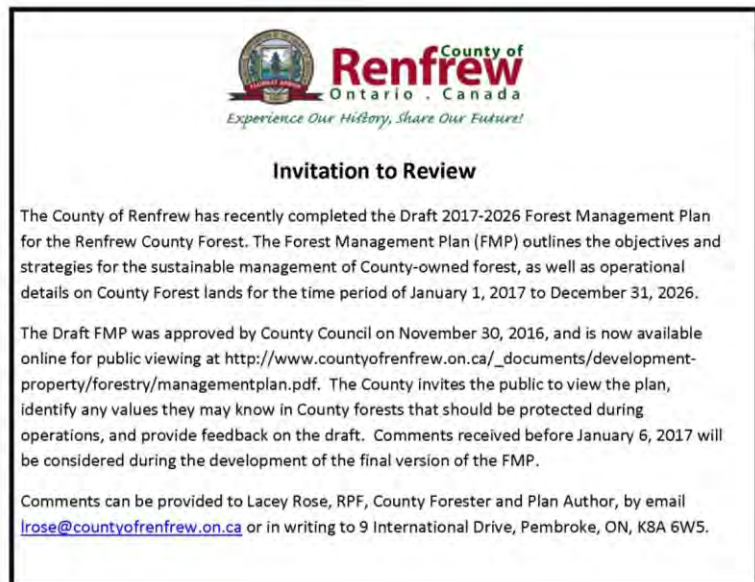 County of
Renfrew
Ontario . Canada
Experience Our History, Share Our Future!
Invitation to Review
The County of Renfrew has recently completed the Draft 2017-2026 Forest Management Plan
for the Renfrew County Forest. The Forest Management Plan (FMP) outlines the objectives and
strategies for the sustainable management of County-owned forest, as well as operational
details on County Forest lands for the time period of January 1, 2017 to December 31, 2026.
The Draft FMP was approved by County Council on November 30, 2016, and is now available
online for public viewing at http://www.countyofrenfrew.on.ca/_documents/development-
property/forestry/managementplan.pdf. The County invites the public to view the plan,
identify any values they may know in County forests that should be protected during
operations, and provide feedback on the draft. Comments received before January 6, 2017 will
be considered during the development of the final version of the FMP.
Comments can be provided to Lacey Rose, RPF, County Forester and Plan Author, by email
lrose@countyofrenfrew.on.ca or in writing to 9 International Drive, Pembroke, ON, K8A 6W5.